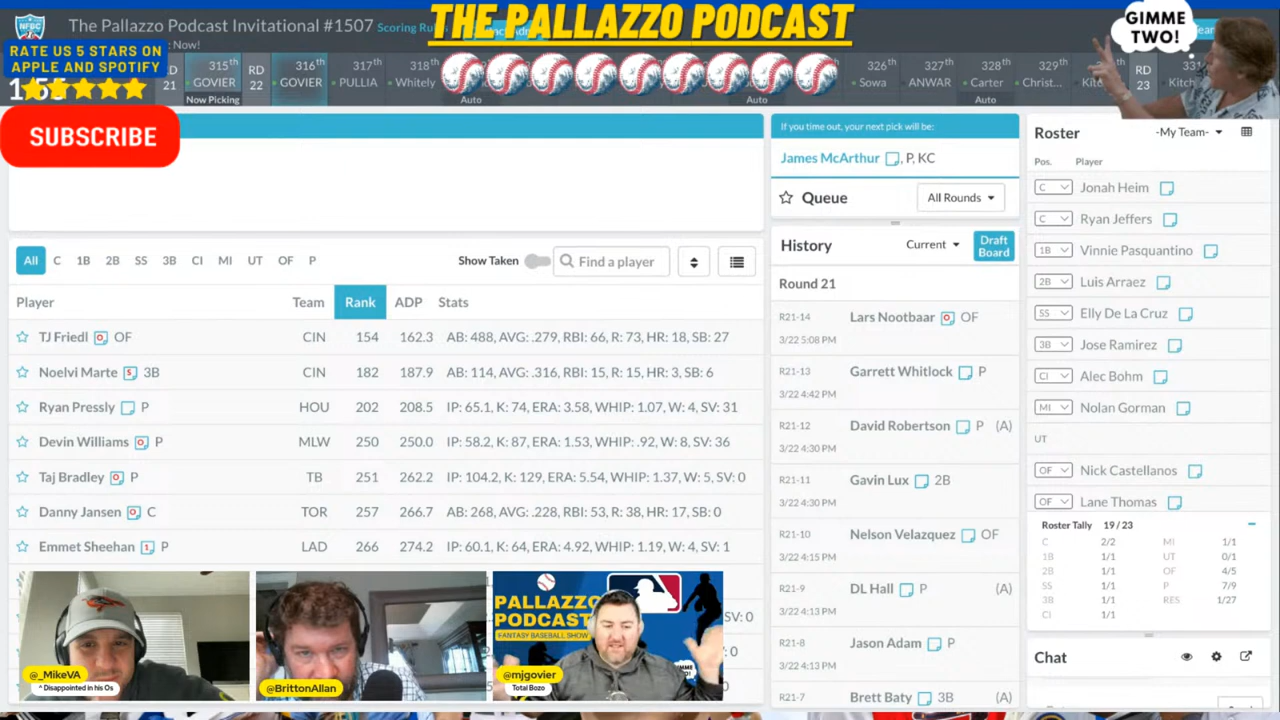 THE PALLAZZO PODCAST
GIMME
TWO!
NFBC
The Pallazzo Podcast Invitational #1507
Scoring
Now!
RATE US 5 STARS ON
APPLE AND SPOTIFY
SUBSCRIBE
RD
21
315th
GOVIER
Now Picking
RD
22
316th
GOVIER
317th
PULLIA
318th
Whitely
Auto
Auto
326th
Sowa
327th
ANWAR
328th
Carter
Auto
329th
Christ...
RD
23
Kitch
If you time out, your next pick will be:
James McArthur , P, KC
Queue
All Rounds
History
Current
Draft
Board
Round 21
R21-14 Lars Nootbaar OF
3/22 5:08 PM
R21-13 Garrett Whitlock P
3/22 4:42 PM
R21-12 David Robertson P (A)
3/22 4:30 PM
R21-11 Gavin Lux 2B
3/22 4:30 PM
R21-10 Nelson Velazquez OF
3/22 4:15 PM
R21-9 DL Hall P (A)
3/22 4:13 PM
R21-8 Jason Adam P
3/22 4:13 PM
R21-7 Brett Baty 3B (A)
All C 1B 2B SS 3B CI MI UT OF P
Show Taken
Find a player
Player Team Rank ADP Stats
TJ Friedl OF CIN 154 162.3 AB: 488, AVG: .279, RBI: 66, R: 73, HR: 18, SB: 27
Noelvi Marte 3B CIN 182 187.9 AB: 114, AVG: .316, RBI: 15, R: 15, HR: 3, SB: 6
Ryan Pressly P HOU 202 208.5 IP: 65.1, K: 74, ERA: 3.58, WHIP: 1.07, W: 4, SV: 31
Devin Williams P MLW 250 250.0 IP: 58.2, K: 87, ERA: 1.53, WHIP: .92, W: 8, SV: 36
Taj Bradley P TB 251 262.2 IP: 104.2, K: 129, ERA: 5.54, WHIP: 1.37, W: 5, SV: 0
Danny Jansen C TOR 257 266.7 AB: 268, AVG: .228, RBI: 53, R: 38, HR: 17, SB: 0
Emmet Sheehan P LAD 266 274.2 IP: 60.1, K: 64, ERA: 4.92, WHIP: 1.19, W: 4, SV: 1
SV: 0
Roster
-My Team-
Pos. Player
C Jonah Heim
C Ryan Jeffers
1B Vinnie Pasquantino
2B Luis Arraez
SS Elly De La Cruz
3B Jose Ramirez
CI Alec Bohm
MI Nolan Gorman
UT
OF Nick Castellanos
OF Lane Thomas
Roster Tally 19 / 23
C 2/2 MI 1/1
1B 1/1 UT 0/1
2B 1/1 OF 4/5
SS 1/1 P 7/9
3B 1/1 RES 1/27
CI 1/1
Chat
@_MikeVA
^ Disappointed in his Os
@BrittonAllan
PALLAZZO
PODCAST
FANTASY BASEBALL SHOW
@mjgovier
Total Bozo